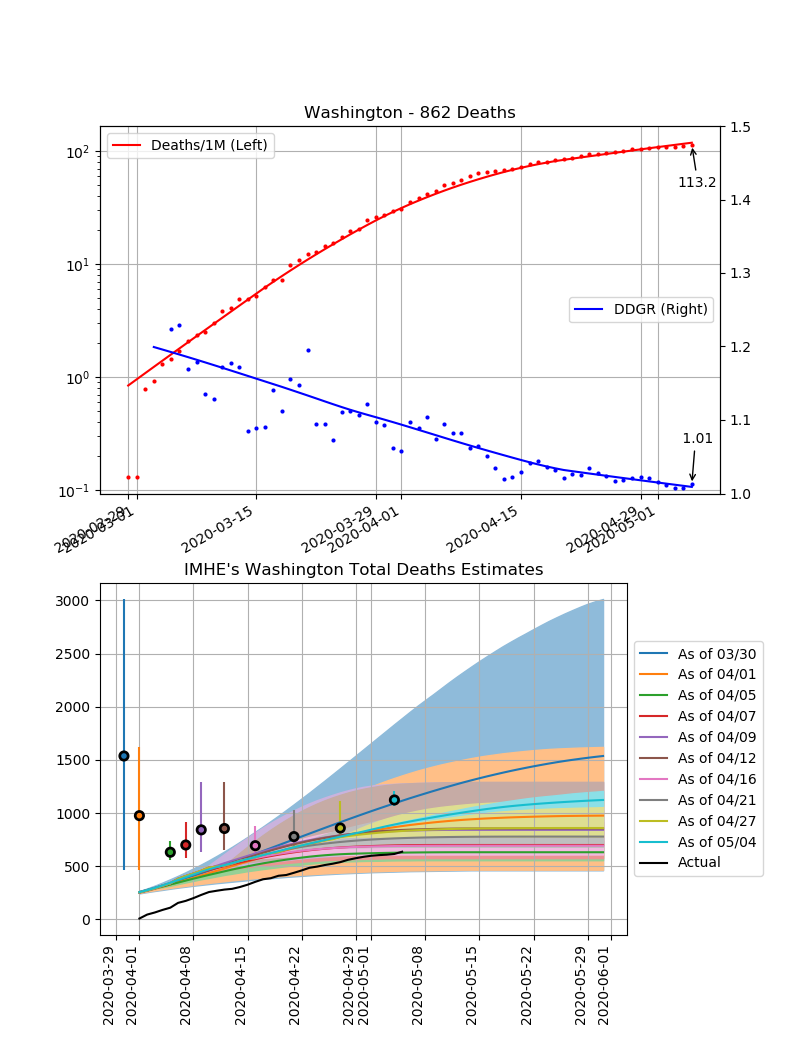 Washington - 862 Deaths
Deaths/1M (Left)
DDGR (Right)
113.2
1.01
10²
10¹
10⁰
10⁻¹
1.5
1.4
1.3
1.2
1.1
1.0
2020-02-29
2020-03-01
2020-03-15
2020-03-29
2020-04-01
2020-04-15
2020-04-29
2020-05-01
IMHE's Washington Total Deaths Estimates
3000
2500
2000
1500
1000
500
0
2020-03-29
2020-04-01
2020-04-08
2020-04-15
2020-04-22
2020-04-29
2020-05-01
2020-05-08
2020-05-15
2020-05-22
2020-05-29
2020-06-01
As of 03/30
As of 04/01
As of 04/05
As of 04/07
As of 04/09
As of 04/12
As of 04/16
As of 04/21
As of 04/27
As of 05/04
Actual